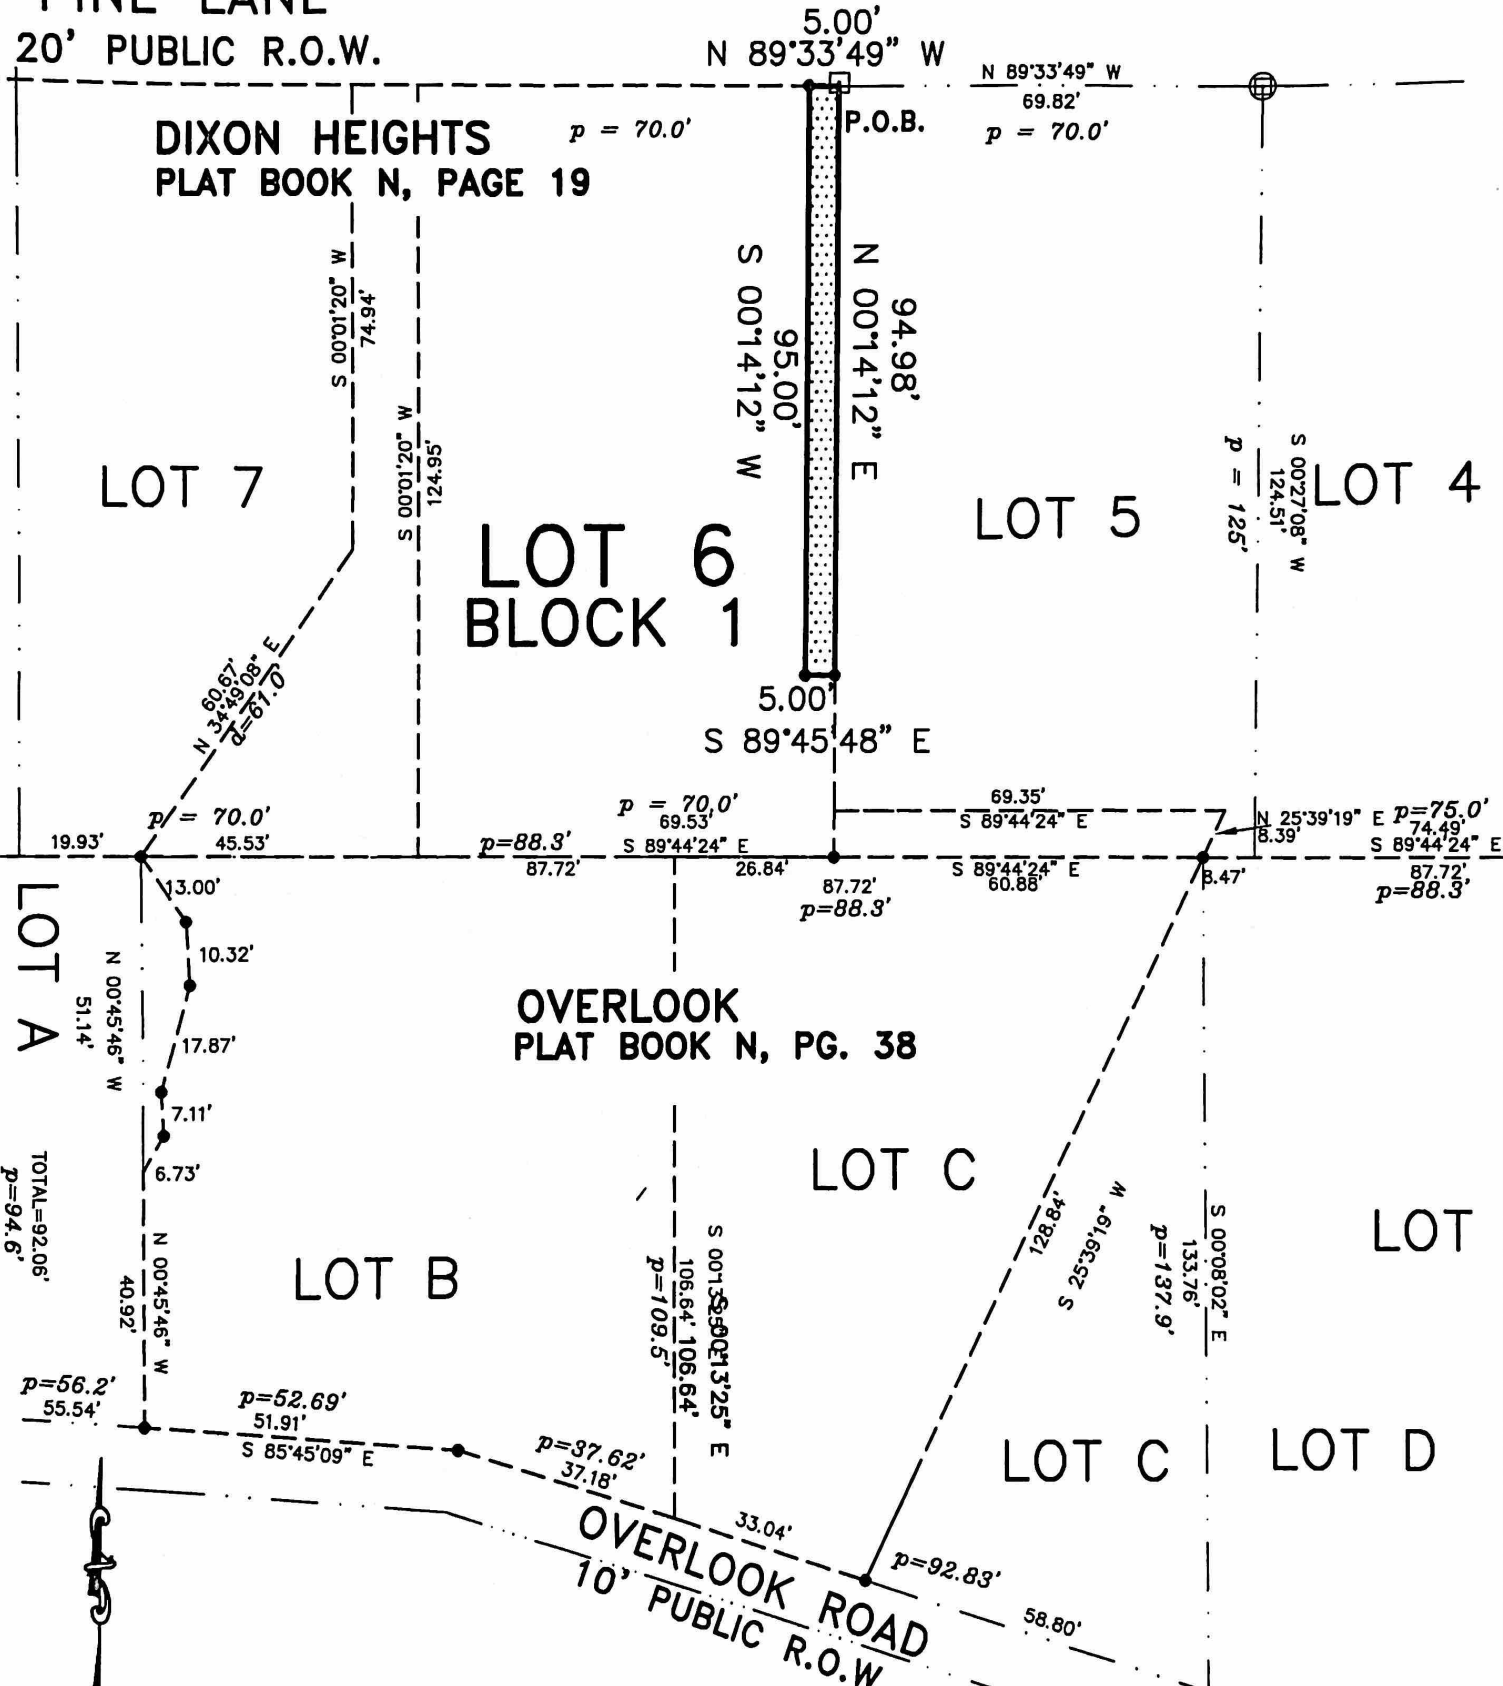 PINE LANE
20' PUBLIC R.O.W.
5.00'
N 89°33'49" W
N 89°33'49" W
69.82'
p = 70.0'
P.O.B.
DIXON HEIGHTS
PLAT BOOK N, PAGE 19
p = 70.0'
S 00°01'20" W
74.94'
S 00°01'20" W
124.95'
S 00°14'12" W
95.00'
N 00°14'12" E
94.98'
S 00°27'08" W
124.51'
p = 125'
LOT 7
LOT 6
BLOCK 1
LOT 5
LOT 4
60.67'
N 34°49'08" E
d=61.0'
5.00'
S 89°45'48" E
p = 70.0'
19.93'
45.53'
p = 70.0'
69.53'
p=88.3'
S 89°44'24" E
87.72'
26.84'
69.35'
S 89°44'24" E
S 89°44'24" E
60.88'
87.72'
p=88.3'
N 25°39'19" E
8.39'
8.47'
p=75.0'
74.49'
S 89°44'24" E
87.72'
p=88.3'
LOT A
N 00°45'46" W
51.14'
13.00'
10.32'
17.87'
7.11'
6.73'
TOTAL=92.06'
p=94.6'
N 00°45'46" W
40.92'
OVERLOOK
PLAT BOOK N, PG. 38
LOT B
LOT C
S 00°13'25" E
106.64'
p=109.5'
S 00°13'25" E
106.64'
128.84'
S 25°39'19" W
S 00°08'02" E
133.76'
p=137.9'
LOT
LOT C
LOT D
p=56.2'
55.54'
p=52.69'
51.91'
S 85°45'09" E
p=37.62'
37.18'
33.04'
p=92.83'
58.80'
OVERLOOK ROAD
10' PUBLIC R.O.W